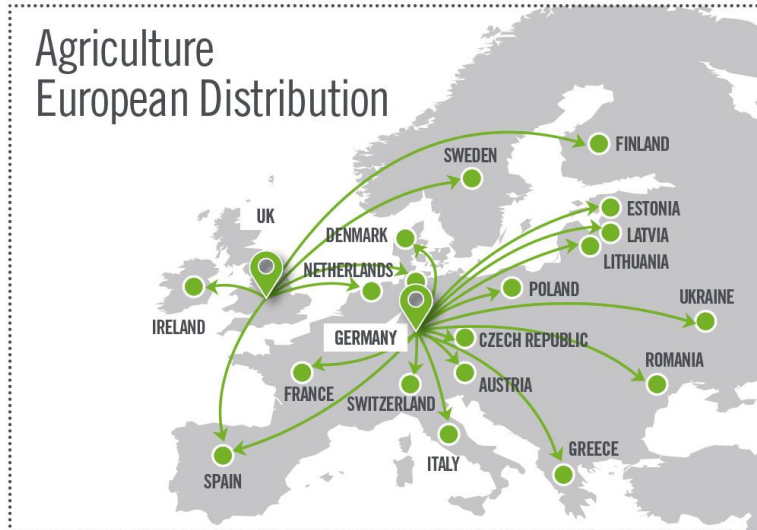 Agriculture
European Distribution
FINLAND
SWEDEN
ESTONIA
UK
DENMARK
LATVIA
LITHUANIA
NETHERLANDS
POLAND
UKRAINE
IRELAND
GERMANY
CZECH REPUBLIC
ROMANIA
FRANCE
SWITZERLAND
AUSTRIA
GREECE
ITALY
SPAIN